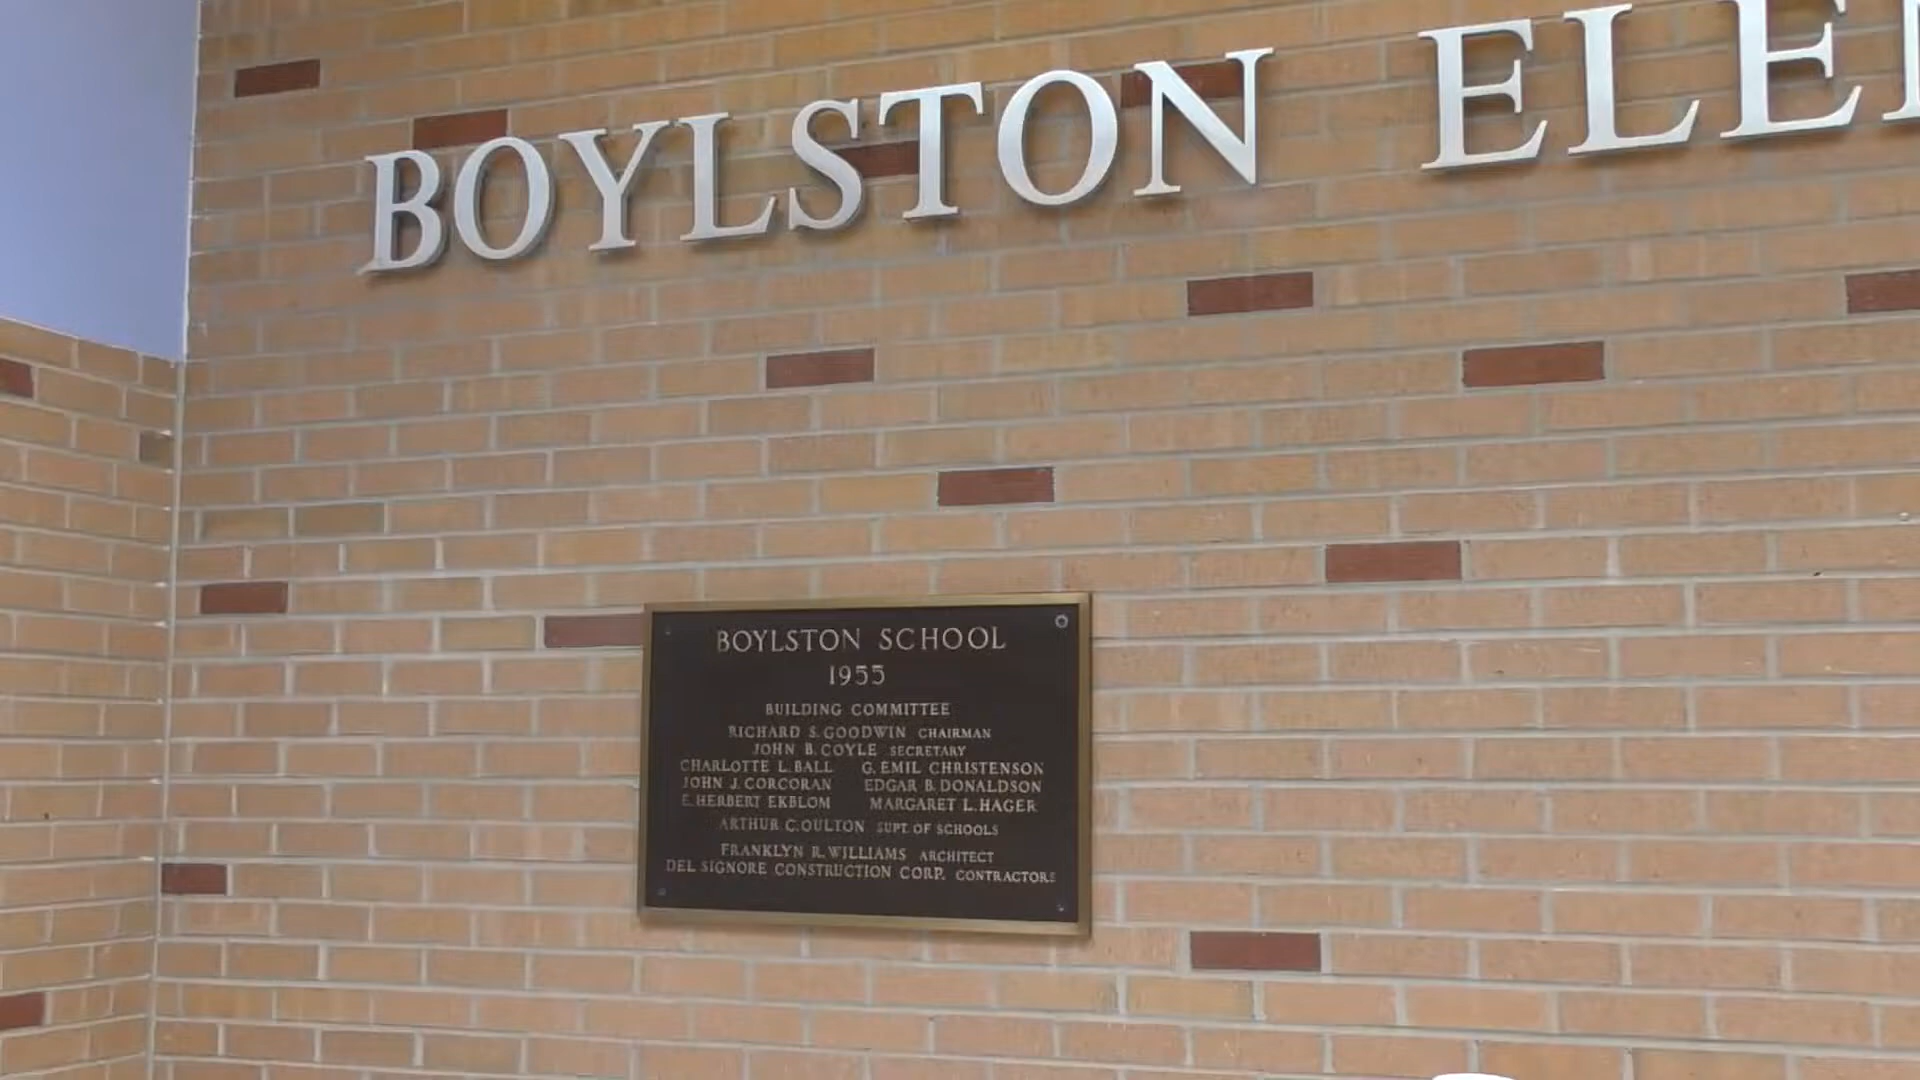 BOYLSTON ELE
BOYLSTON SCHOOL
1955
BUILDING COMMITTEE
RICHARD S. GOODWIN CHAIRMAN
JOHN B. COYLE SECRETARY
CHARLOTTE L. BALL G. EMIL CHRISTENSON
JOHN J. CORCORAN EDGAR B. DONALDSON
E. HERBERT EKBLOM MARGARET L. HAGER
ARTHUR C. OULTON SUPT. OF SCHOOLS
FRANKLYN R. WILLIAMS ARCHITECT
DEL SIGNORE CONSTRUCTION CORP. CONTRACTORS